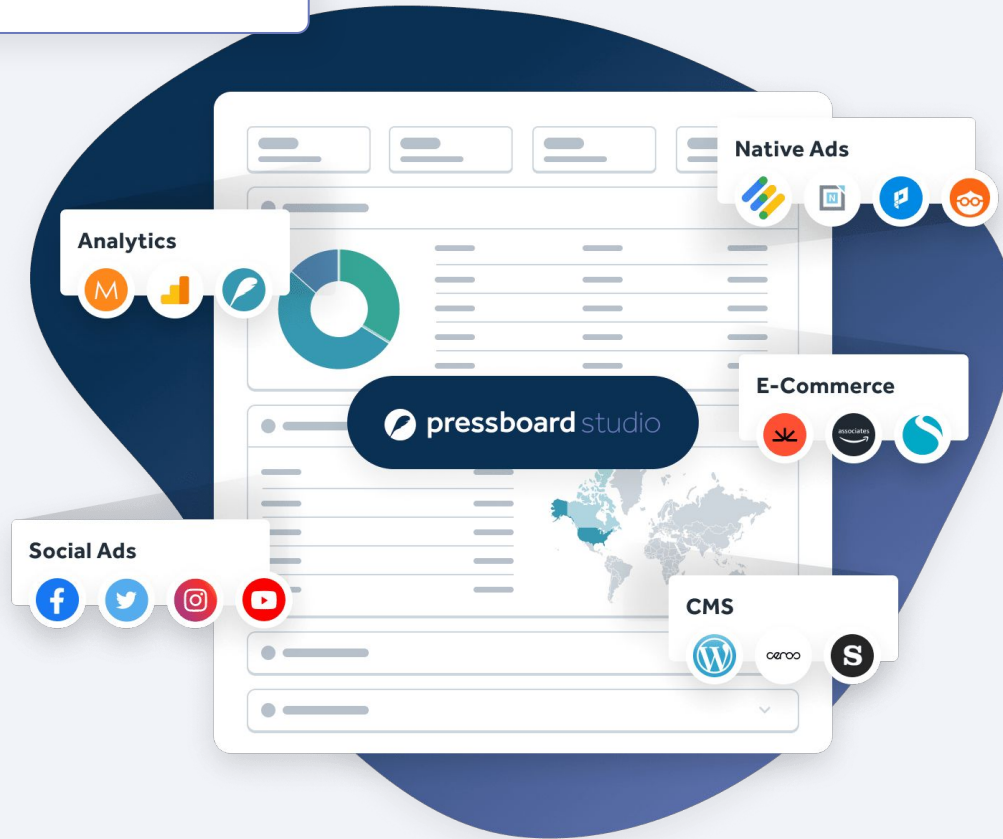 Native Ads
N
Analytics
M
E-Commerce
associates
pressboard studio
Social Ads
f
CMS
W
ceros
S